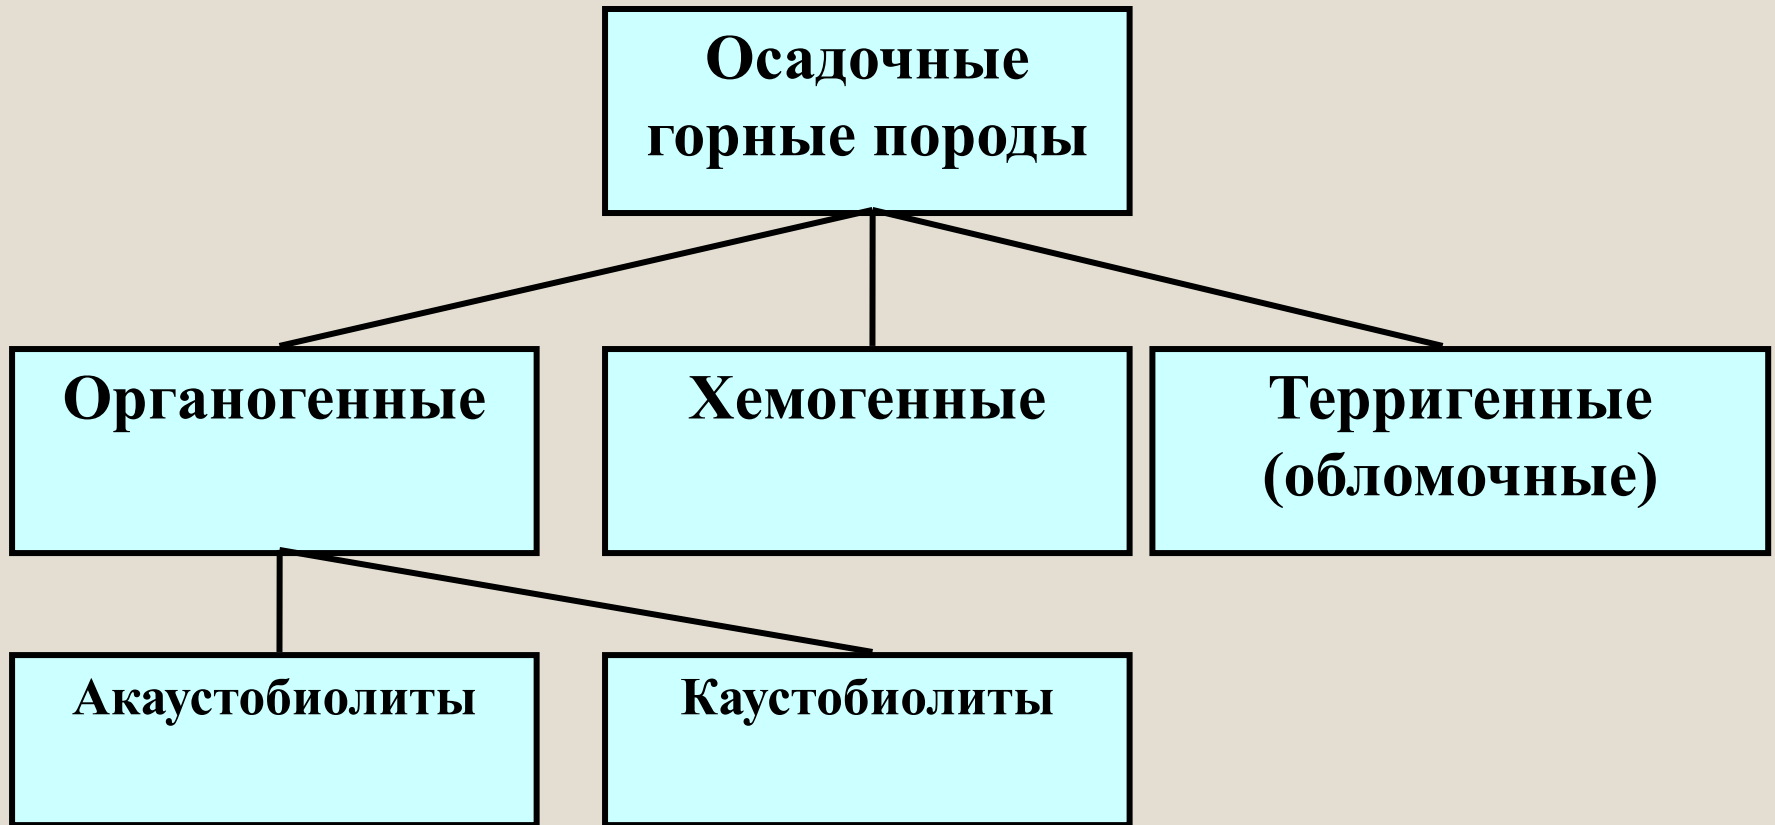 Осадочные
горные породы
Органогенные
Хемогенные
Терригенные
(обломочные)
Акаустобиолиты
Каустобиолиты